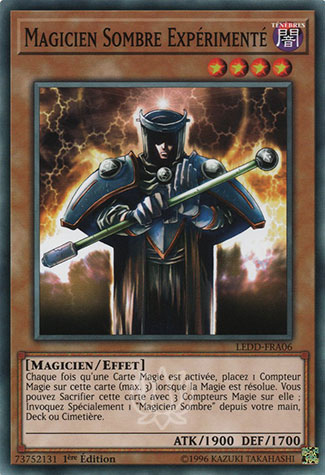 Magicien Sombre Expérimenté
TÉNÈBRES
闇
LEDD-FRA06
[Magicien/Effet]
Chaque fois qu'une Carte Magie est activée, placez 1 Compteur
Magie sur cette carte (max. 3) lorsque la Magie est résolue. Vous
pouvez Sacrifier cette carte avec 3 Compteurs Magie sur elle ;
Invoquez Spécialement 1 "Magicien Sombre" depuis votre main,
Deck ou Cimetière.
ATK/1900 DEF/1700
73752131 1ère Édition ©1996 KAZUKI TAKAHASHI